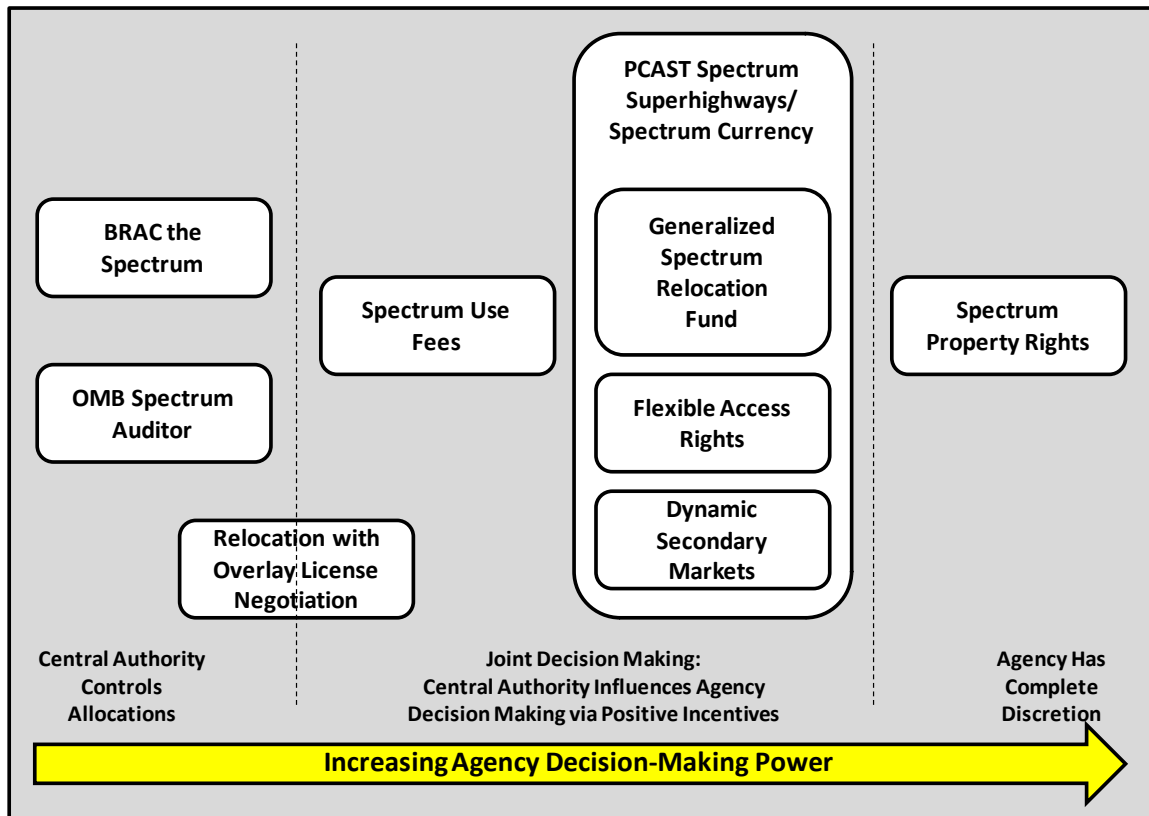 PCAST Spectrum
Superhighways/
Spectrum Currency
BRAC the
Spectrum
OMB Spectrum
Auditor
Relocation with
Overlay License
Negotiation
Spectrum Use
Fees
Generalized
Spectrum
Relocation
Fund
Flexible Access
Rights
Dynamic
Secondary
Markets
Spectrum
Property Rights
Central Authority
Controls
Allocations
Joint Decision Making:
Central Authority Influences Agency
Decision Making via Positive Incentives
Agency Has
Complete
Discretion
Increasing Agency Decision-Making Power